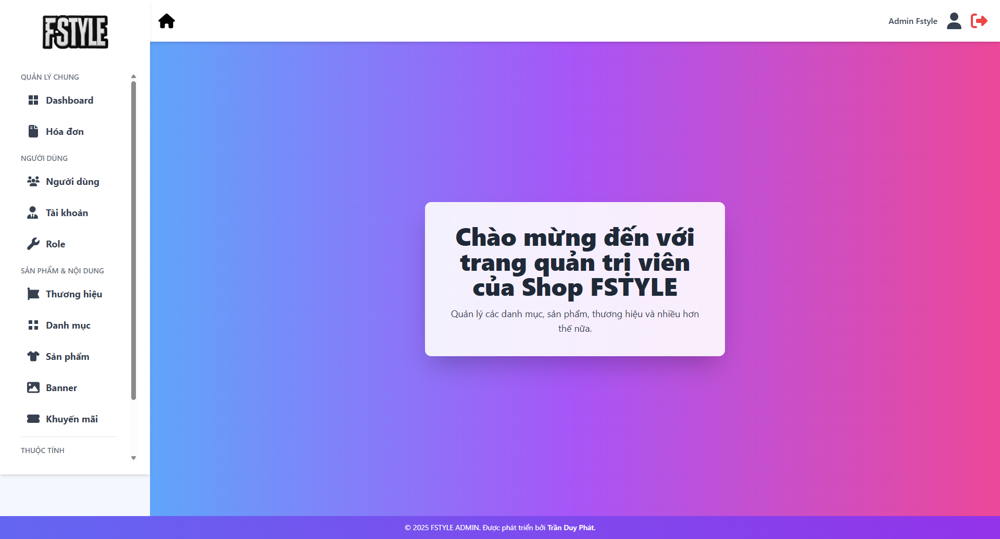 FSTYLE
Admin Fstyle
QUẢN LÝ CHUNG
Dashboard
Hóa đơn
NGƯỜI DÙNG
Người dùng
Tài khoản
Role
SẢN PHẨM & NỘI DUNG
Thương hiệu
Danh mục
Sản phẩm
Banner
Khuyến mãi
THUỘC TÍNH
Chào mừng đến với
trang quản trị viên
của Shop FSTYLE
Quản lý các danh mục, sản phẩm, thương hiệu và nhiều hơn
thế nữa.
© 2025 FSTYLE ADMIN. Được phát triển bởi Trần Duy Phát.